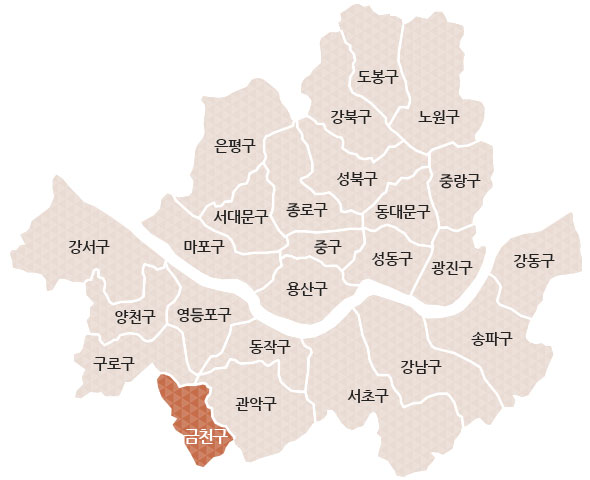 도봉구
강북구
노원구
은평구
성북구
중랑구
서대문구
종로구
동대문구
강서구
마포구
중구
성동구
광진구
강동구
용산구
양천구
영등포구
동작구
송파구
구로구
강남구
관악구
서초구
금천구